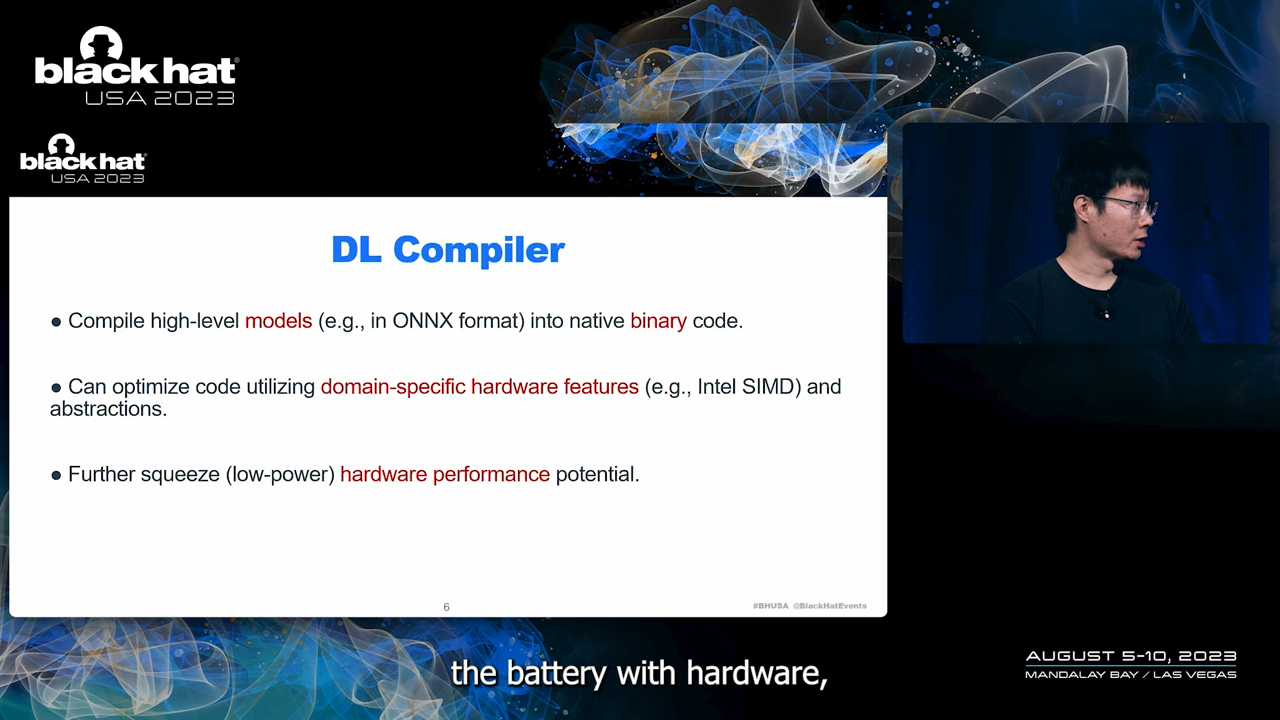 black hat®
USA 2023
black hat®
USA 2023
DL Compiler
● Compile high-level models (e.g., in ONNX format) into native binary code.
● Can optimize code utilizing domain-specific hardware features (e.g., Intel SIMD) and
abstractions.
● Further squeeze (low-power) hardware performance potential.
6
#BHUSA @BlackHatEvents
the battery with hardware,
AUGUST 5-10, 2023
MANDALAY BAY / LAS VEGAS